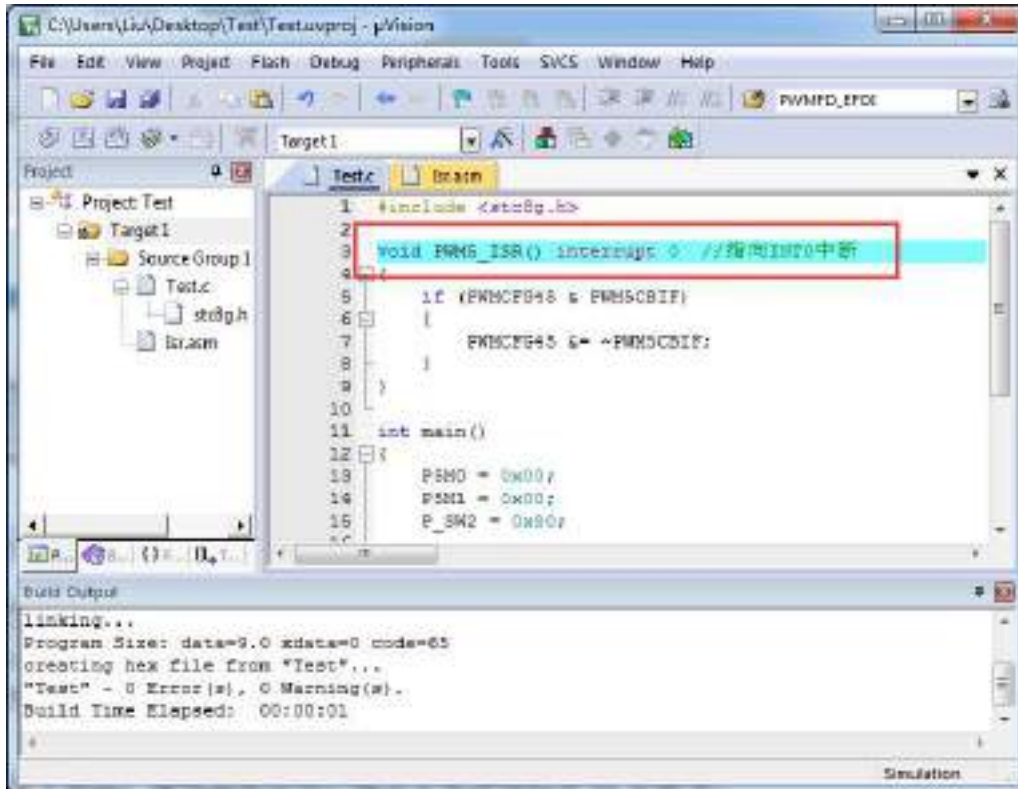 C:\Users\Liu\Desktop\Test\Test.uvproj - µVision
File Edit View Project Flash Debug Peripherals Tools SVCS Window Help
PWMFD_EFDI
Target 1
Project
Test.c
Isr.asm
Project: Test
Target 1
Source Group 1
Test.c
stc8g.h
isr.asm
1 #include <stc8g.h>
2
3 void PWM5_ISR() interrupt 0 //指向INT0中断
4 {
5 if (PWMCFG45 & PWM5CBIF)
6 {
7 PWMCFG45 &= ~PWM5CBIF;
8 }
9 }
10
11 int main()
12 {
13 P5M0 = 0x00;
14 P5M1 = 0x00;
15 P_SW2 = 0x80;
Build Output
linking...
Program Size: data=9.0 xdata=0 code=65
creating hex file from "Test"...
"Test" - 0 Error(s), 0 Warning(s).
Build Time Elapsed: 00:00:01
Simulation